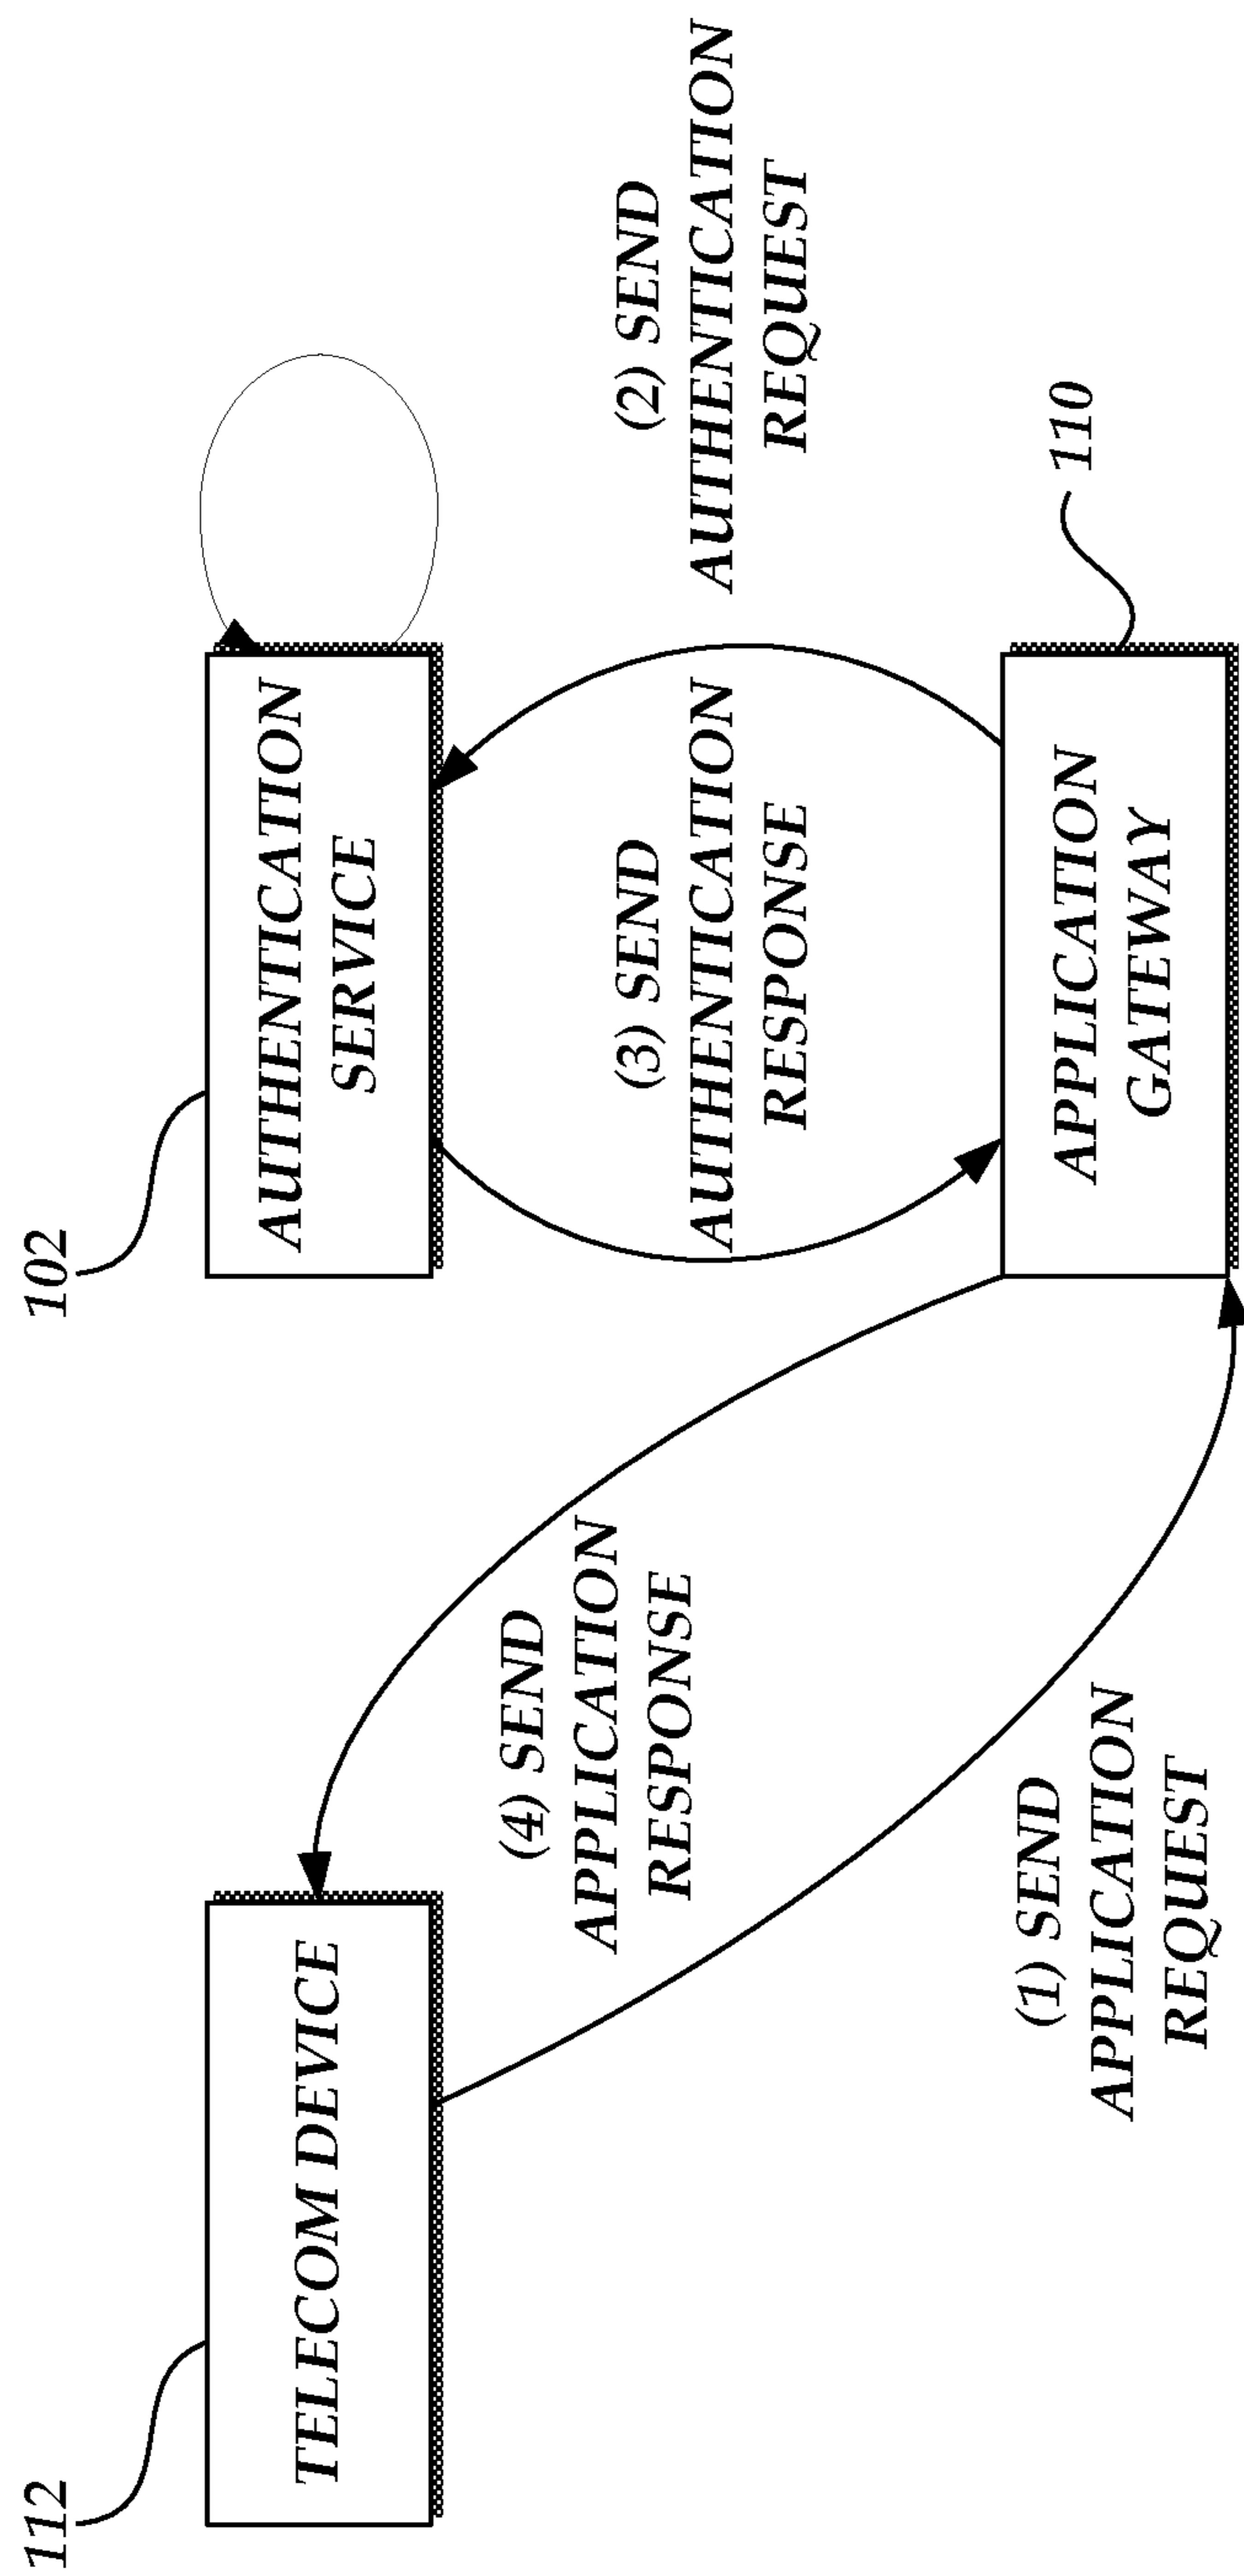 112
TELECOM DEVICE
102
AUTHENTICATION
SERVICE
(4) SEND
APPLICATION
RESPONSE
(3) SEND
AUTHENTICATION
RESPONSE
(2) SEND
AUTHENTICATION
REQUEST
(1) SEND
APPLICATION
REQUEST
APPLICATION
GATEWAY
110